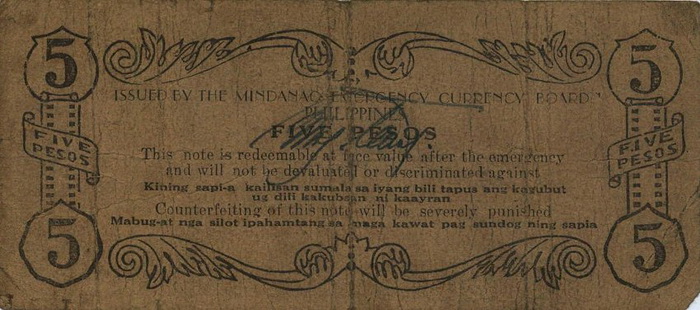 5
5
ISSUED BY THE MINDANAO EMERGENCY CURRENCY BOARD
PHILIPPINES
FIVE PESOS
FIVE
PESOS
FIVE
PESOS
This note is redeemable at face value after the emergency
and will not be devaluated or discriminated against
Kining sapi-a kailisan sumala sa iyang bili tapus ang kagubut
ug dili kakubsan ni kaayran
Counterfeiting of this note will be severely punished
Mabug-at nga silot ipahamtang sa maga kawat pag sundog ning sapia
5
5